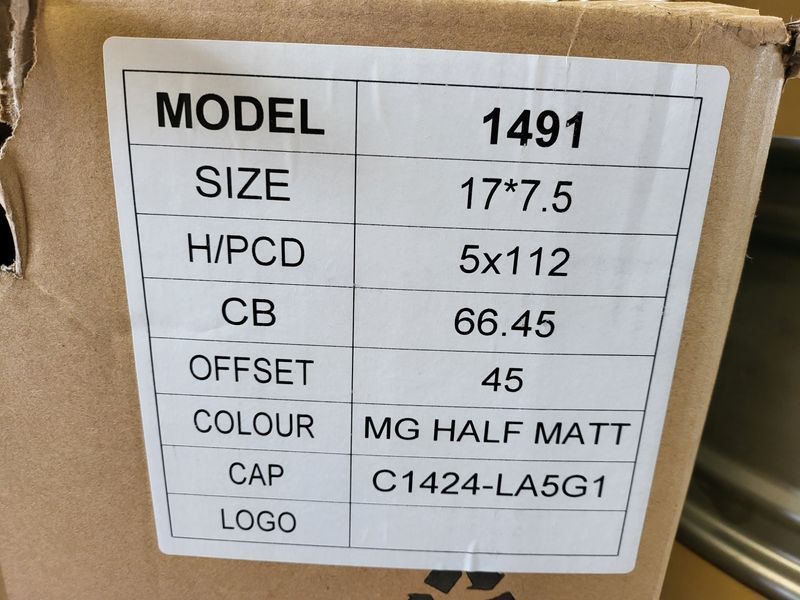 MODEL 1491
SIZE 17*7.5
H/PCD 5x112
CB 66.45
OFFSET 45
COLOUR MG HALF MATT
CAP C1424-LA5G1
LOGO